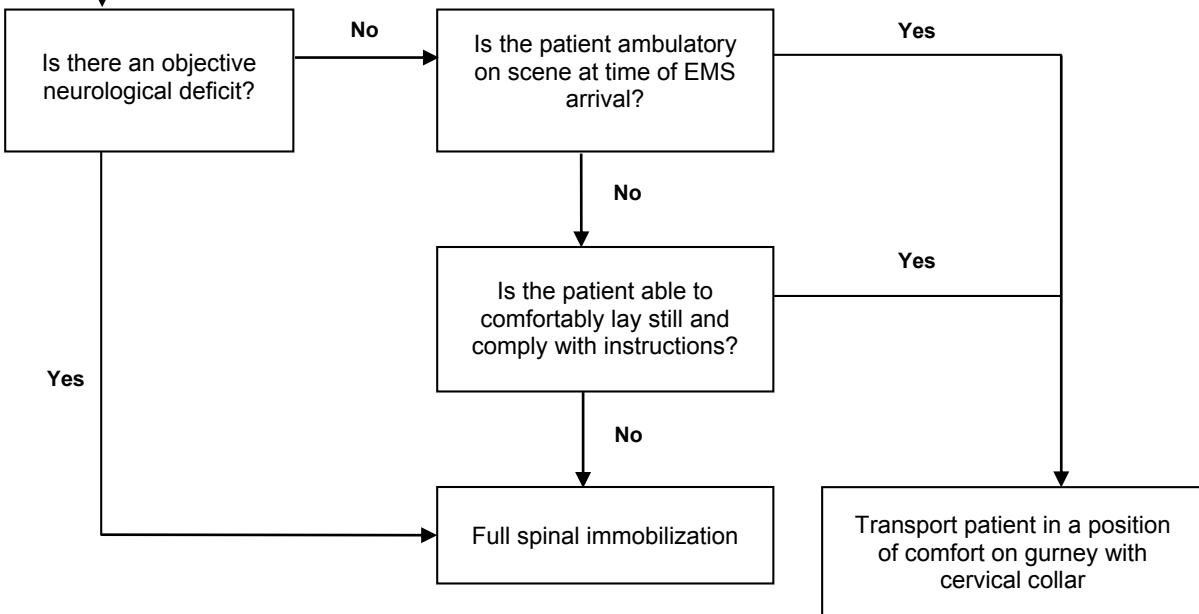 Is there an objective
neurological deficit?
No
Is the patient ambulatory
on scene at time of EMS
arrival?
Yes
No
Is the patient able to
comfortably lay still and
comply with instructions?
Yes
Yes
No
Full spinal immobilization
Transport patient in a position
of comfort on gurney with
cervical collar